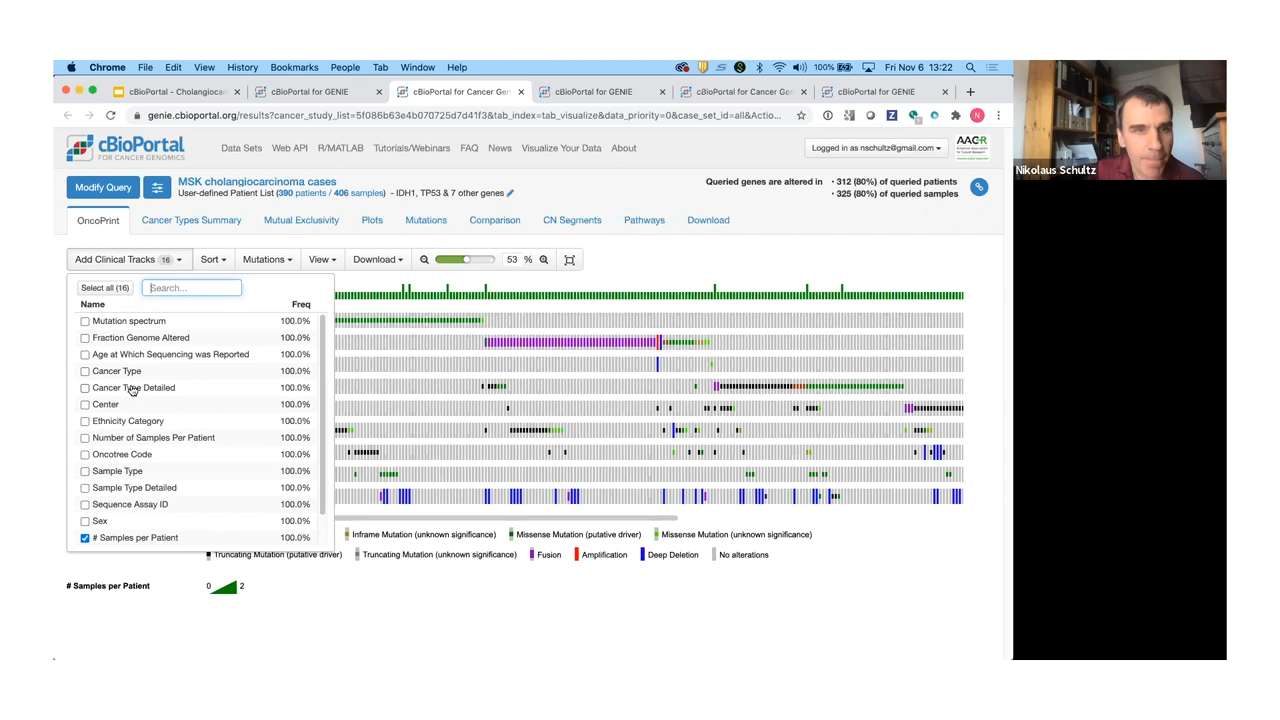 Chrome File Edit View History Bookmarks People Tab Window Help 100% Fri Nov 6 13:22
cBioPortal - Cholangiocar × cBioPortal for GENIE × cBioPortal for Cancer Gen × cBioPortal for GENIE × cBioPortal for Cancer Gen × cBioPortal for GENIE × +
genie.cbioportal.org/results?cancer_study_list=5f086b63e4b070725d7d41f3&tab_index=tab_visualize&data_priority=0&case_set_id=all&Actio...
cBioPortal
FOR CANCER GENOMICS
Data Sets Web API R/MATLAB Tutorials/Webinars FAQ News Visualize Your Data About
Logged in as nschultz@gmail.com
AACR
Nikolaus Schultz
Modify Query
MSK cholangiocarcinoma cases
User-defined Patient List (390 patients / 406 samples) - IDH1, TP53 & 7 other genes
Queried genes are altered in • 312 (80%) of queried patients
• 325 (80%) of queried samples
OncoPrint Cancer Types Summary Mutual Exclusivity Plots Mutations Comparison CN Segments Pathways Download
Add Clinical Tracks 16 Sort Mutations View Download 53 %
Select all (16) Search...
Name Freq
Mutation spectrum 100.0%
Fraction Genome Altered 100.0%
Age at Which Sequencing was Reported 100.0%
Cancer Type 100.0%
Cancer Type Detailed 100.0%
Center 100.0%
Ethnicity Category 100.0%
Number of Samples Per Patient 100.0%
Oncotree Code 100.0%
Sample Type 100.0%
Sample Type Detailed 100.0%
Sequence Assay ID 100.0%
Sex 100.0%
# Samples per Patient 100.0%
Inframe Mutation (unknown significance) Missense Mutation (putative driver) Missense Mutation (unknown significance)
Truncating Mutation (putative driver) Truncating Mutation (unknown significance) Fusion Amplification Deep Deletion No alterations
# Samples per Patient 0 2